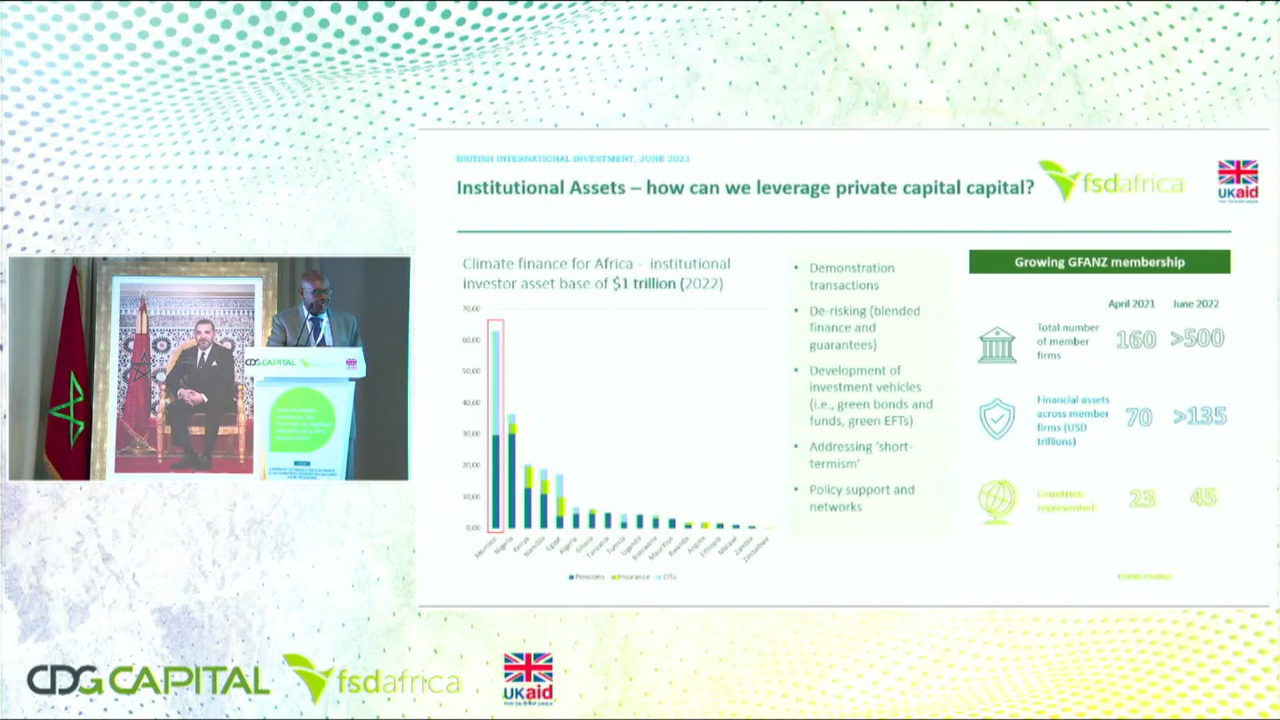 BRITISH INTERNATIONAL INVESTMENT, JUNE 2023
Institutional Assets – how can we leverage private capital capital?
fsdafrica
UKaid
Climate finance for Africa – institutional
investor asset base of $1 trillion (2022)
70,00
60,00
50,00
40,00
30,00
20,00
10,00
0,00
Morocco
Nigeria
Kenya
Namibia
Egypt
Algeria
Ghana
Tanzania
Tunisia
Uganda
Botswana
Mauritius
Rwanda
Angola
Ethiopia
Malawi
Zambia
Zimbabwe
Pensions
Insurance
CISs
• Demonstration
transactions
• De-risking (blended
finance and
guarantees)
• Development of
investment vehicles
(i.e., green bonds and
funds, green EFTs)
• Addressing 'short-
termism'
• Policy support and
networks
Growing GFANZ membership
April 2021 June 2022
Total number
of member
firms
160 >500
Financial assets
across member
firms (USD
trillions)
70 >135
Countries
represented
23 45
CDG CAPITAL
CDG CAPITAL
fsdafrica
UKaid